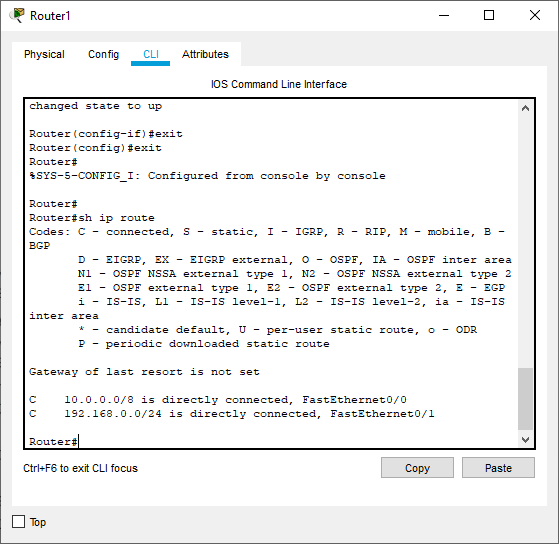 Router1
Physical Config CLI Attributes
IOS Command Line Interface
changed state to up
Router(config-if)#exit
Router(config)#exit
Router#
%SYS-5-CONFIG_I: Configured from console by console
Router#
Router#sh ip route
Codes: C - connected, S - static, I - IGRP, R - RIP, M - mobile, B -
BGP
D - EIGRP, EX - EIGRP external, O - OSPF, IA - OSPF inter area
N1 - OSPF NSSA external type 1, N2 - OSPF NSSA external type 2
E1 - OSPF external type 1, E2 - OSPF external type 2, E - EGP
i - IS-IS, L1 - IS-IS level-1, L2 - IS-IS level-2, ia - IS-IS
inter area
* - candidate default, U - per-user static route, o - ODR
P - periodic downloaded static route
Gateway of last resort is not set
C 10.0.0.0/8 is directly connected, FastEthernet0/0
C 192.168.0.0/24 is directly connected, FastEthernet0/1
Router#
Ctrl+F6 to exit CLI focus
Copy Paste
Top